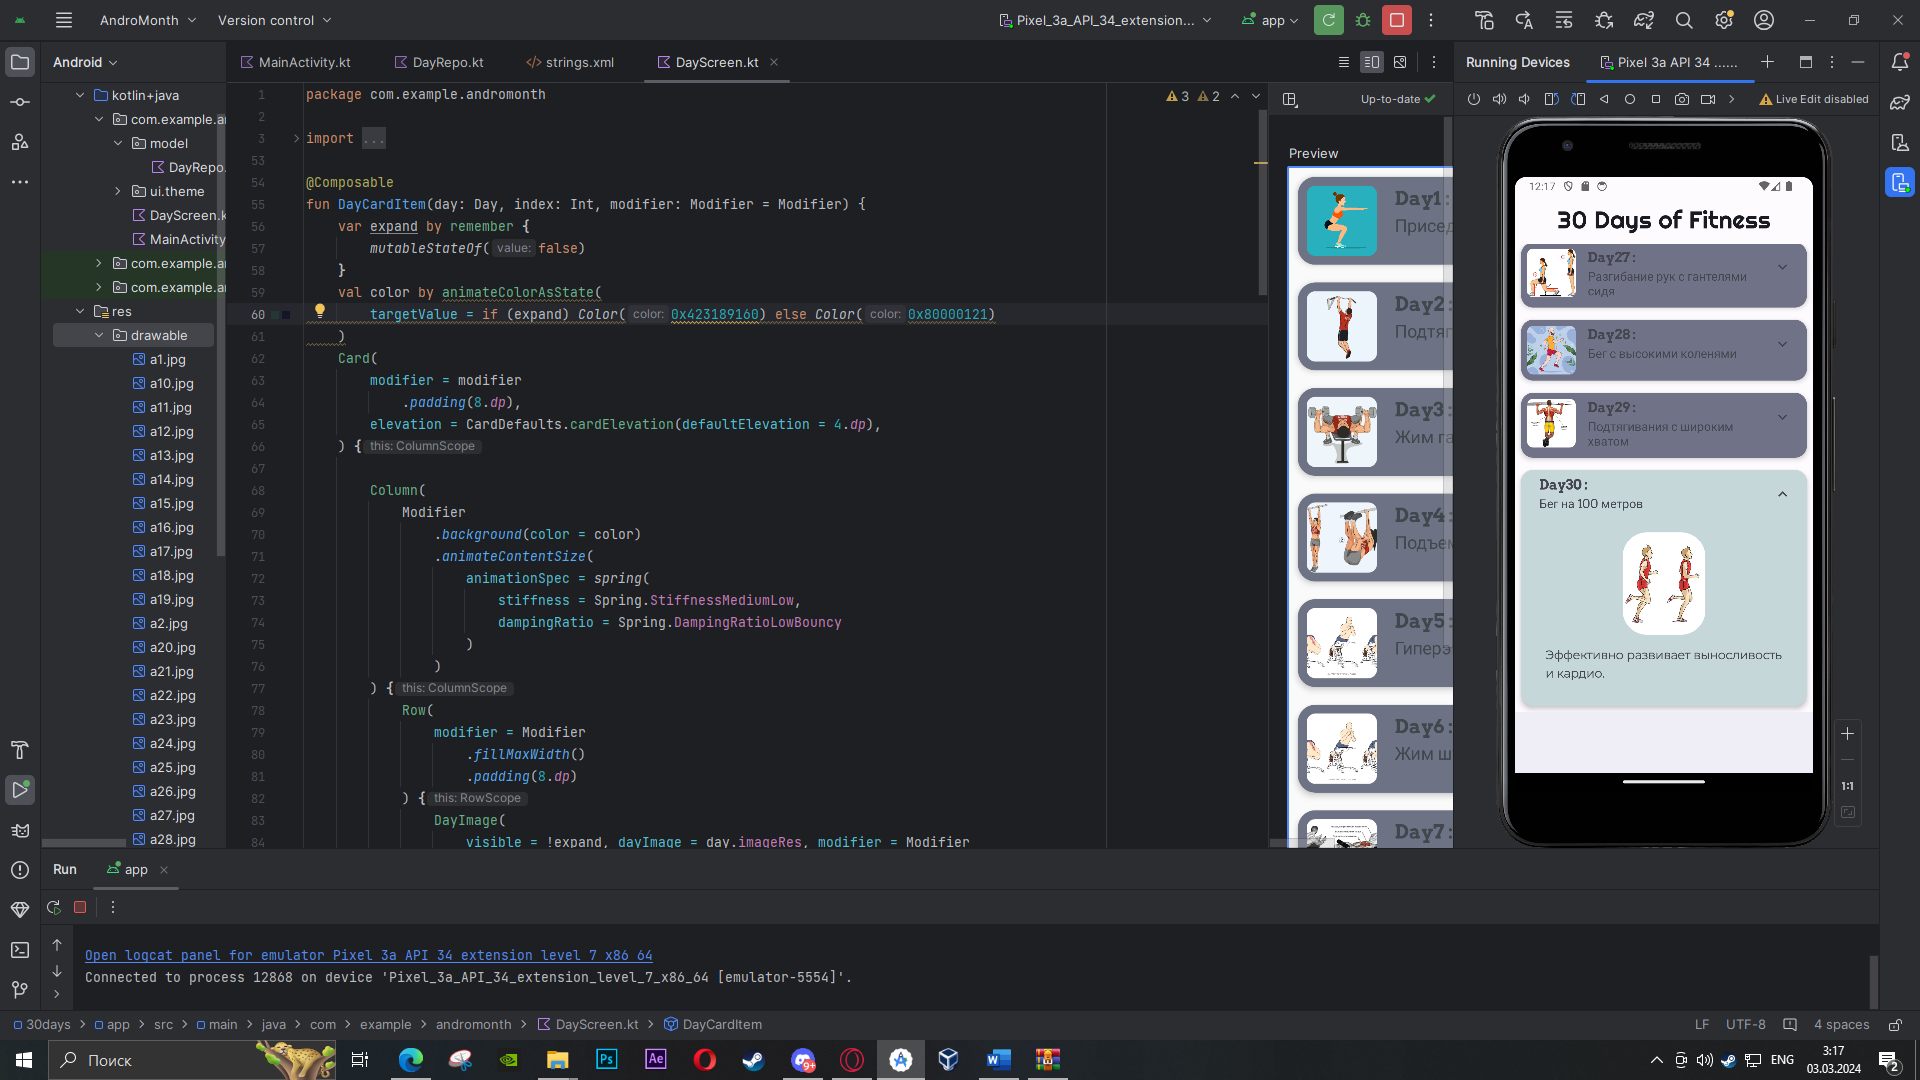 AndroMonth
Version control
Pixel_3a_API_34_extension...
app
Android
MainActivity.kt
DayRepo.kt
strings.xml
DayScreen.kt
Running Devices
Pixel 3a API 34 ...
kotlin+java
com.example.a
model
DayRepo.
ui.theme
DayScreen.k
MainActivity
com.example.a
com.example.a
res
drawable
a1.jpg
a10.jpg
a11.jpg
a12.jpg
a13.jpg
a14.jpg
a15.jpg
a16.jpg
a17.jpg
a18.jpg
a19.jpg
a2.jpg
a20.jpg
a21.jpg
a22.jpg
a23.jpg
a24.jpg
a25.jpg
a26.jpg
a27.jpg
a28.jpg
3 2
1 package com.example.andromonth
2
3 import ...
53
54 @Composable
55 fun DayCardItem(day: Day, index: Int, modifier: Modifier = Modifier) {
56 var expand by remember {
57 mutableStateOf( value: false)
58 }
59 val color by animateColorAsState(
60 targetValue = if (expand) Color( color: 0x423189160) else Color( color: 0x80000121)
61 )
62 Card(
63 modifier = modifier
64 .padding(8.dp),
65 elevation = CardDefaults.cardElevation(defaultElevation = 4.dp),
66 ) { this: ColumnScope
67
68 Column(
69 Modifier
70 .background(color = color)
71 .animateContentSize(
72 animationSpec = spring(
73 stiffness = Spring.StiffnessMediumLow,
74 dampingRatio = Spring.DampingRatioLowBouncy
75 )
76 )
77 ) { this: ColumnScope
78 Row(
79 modifier = Modifier
80 .fillMaxWidth()
81 .padding(8.dp)
82 ) { this: RowScope
83 DayImage(
84 visible = !expand, dayImage = day.imageRes, modifier = Modifier
Up-to-date
Preview
Day1:
Присед
Day2:
Подтяг
Day3:
Жим га
Day4:
Подъем
Day5:
Гиперэ
Day6:
Жим ш
Day7:
Live Edit disabled
12:17
30 Days of Fitness
Day27:
Разгибание рук с гантелями
сидя
Day28:
Бег с высокими коленями
Day29:
Подтягивания с широким
хватом
Day30:
Бег на 100 метров
Эффективно развивает выносливость
и кардио.
1:1
Run
app
Open logcat panel for emulator Pixel 3a API 34 extension level 7 x86 64
Connected to process 12868 on device 'Pixel_3a_API_34_extension_level_7_x86_64 [emulator-5554]'.
30days > app > src > main > java > com > example > andromonth > DayScreen.kt > DayCardItem
LF UTF-8 4 spaces
Поиск
Ps
Ae
9+
ENG
3:17
03.03.2024
2